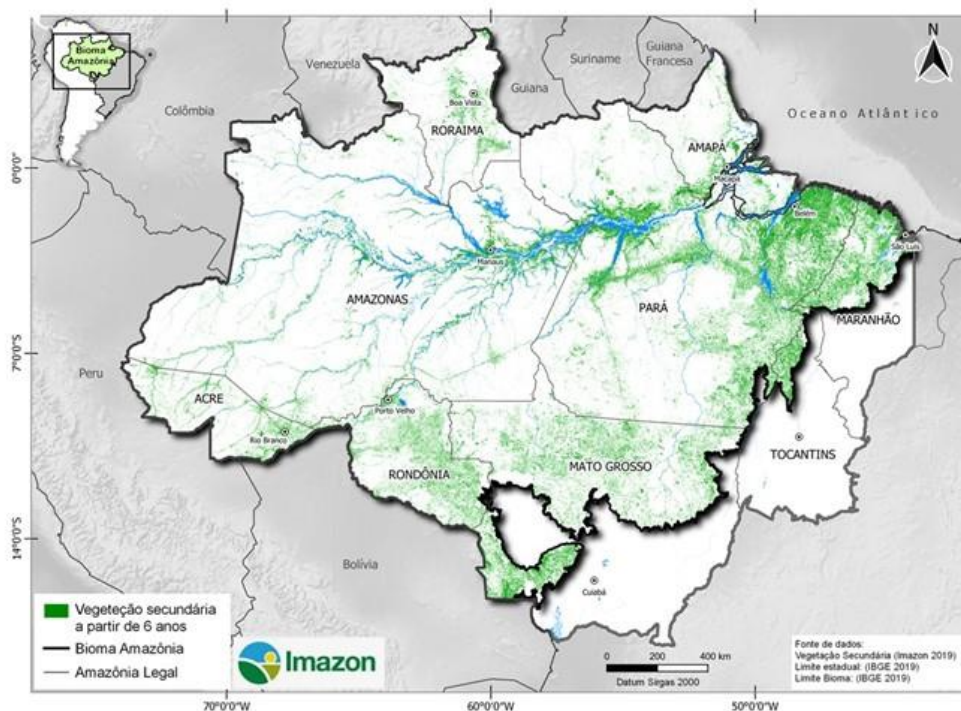 Bioma
Amazônia
N
Venezuela
Suriname
Guiana
Francesa
Guiana
Colômbia
Boa Vista
RORAIMA
Oceano Atlântico
AMAPÁ
Macapá
Belém
São Luís
Manaus
AMAZONAS
PARÁ
MARANHÃO
Peru
ACRE
Porto Velho
Rio Branco
RONDÔNIA
MATO GROSSO
TOCANTINS
Bolívia
Cuiabá
0°0'0"
7°0'0"S
14°0'0"S
Vegeteção secundária
a partir de 6 anos
Bioma Amazônia
Amazônia Legal
Imazon
0 200 400 km
Datum Sirgas 2000
Fonte de dados:
Vegetação Secundária (Imazon 2019)
Limite estadual: (IBGE 2019)
Limite Bioma: (IBGE 2019)
70°0'0"W
60°0'0"W
50°0'0"W